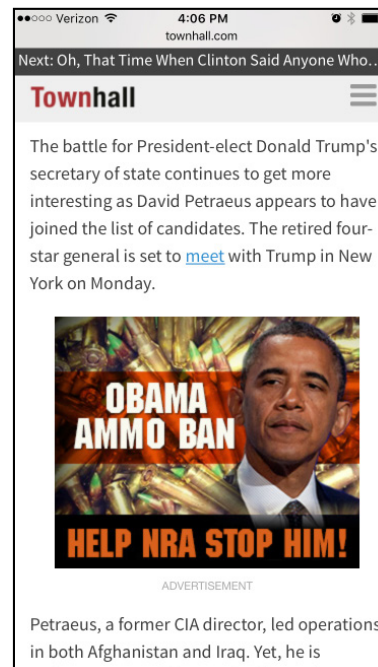 Verizon 4:06 PM
townhall.com
Next: Oh, That Time When Clinton Said Anyone Who...
Townhall
The battle for President-elect Donald Trump's
secretary of state continues to get more
interesting as David Petraeus appears to have
joined the list of candidates. The retired four-
star general is set to meet with Trump in New
York on Monday.
OBAMA
AMMO BAN
HELP NRA STOP HIM!
ADVERTISEMENT
Petraeus, a former CIA director, led operations
in both Afghanistan and Iraq. Yet, he is